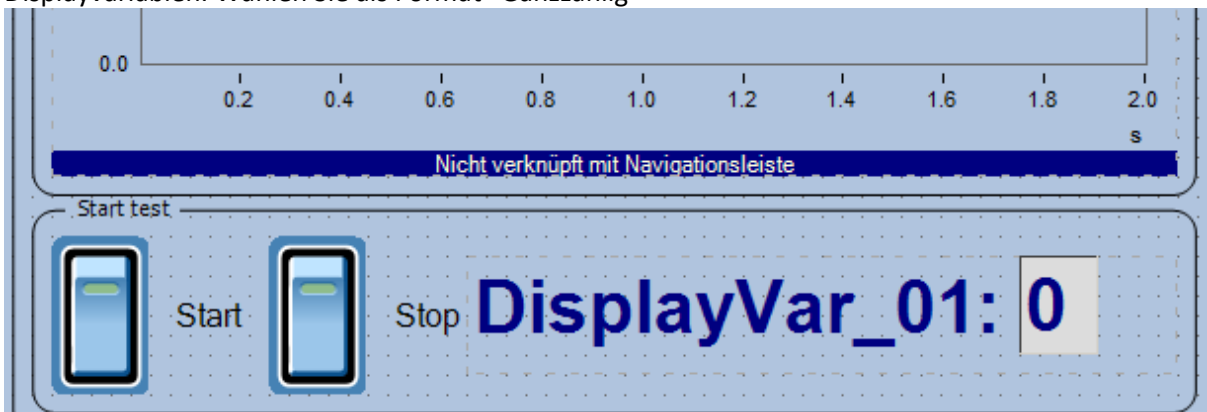 DisplayVariablen. Wählen Sie als Format "Ganzzahlig"
0.0
0.2 0.4 0.6 0.8 1.0 1.2 1.4 1.6 1.8 2.0
s
Nicht verknüpft mit Navigationsleiste
Start test
Start Stop DisplayVar_01: 0